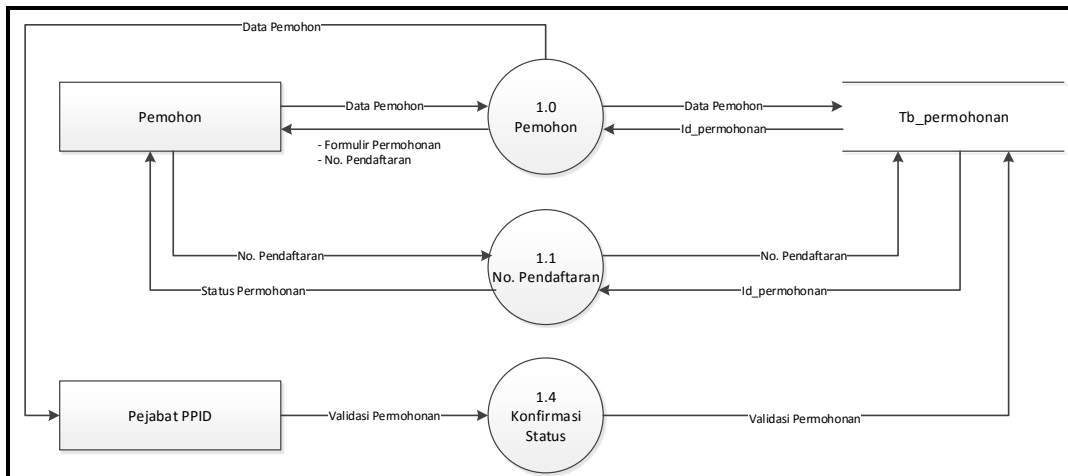 Data Pemohon
Pemohon
Data Pemohon
1.0
Pemohon
Data Pemohon
Id_permohonan
Tb_permohonan
- Formulir Permohonan
- No. Pendaftaran
No. Pendaftaran
1.1
No. Pendaftaran
No. Pendaftaran
Status Permohonan
Id_permohonan
Pejabat PPID
Validasi Permohonan
1.4
Konfirmasi
Status
Validasi Permohonan